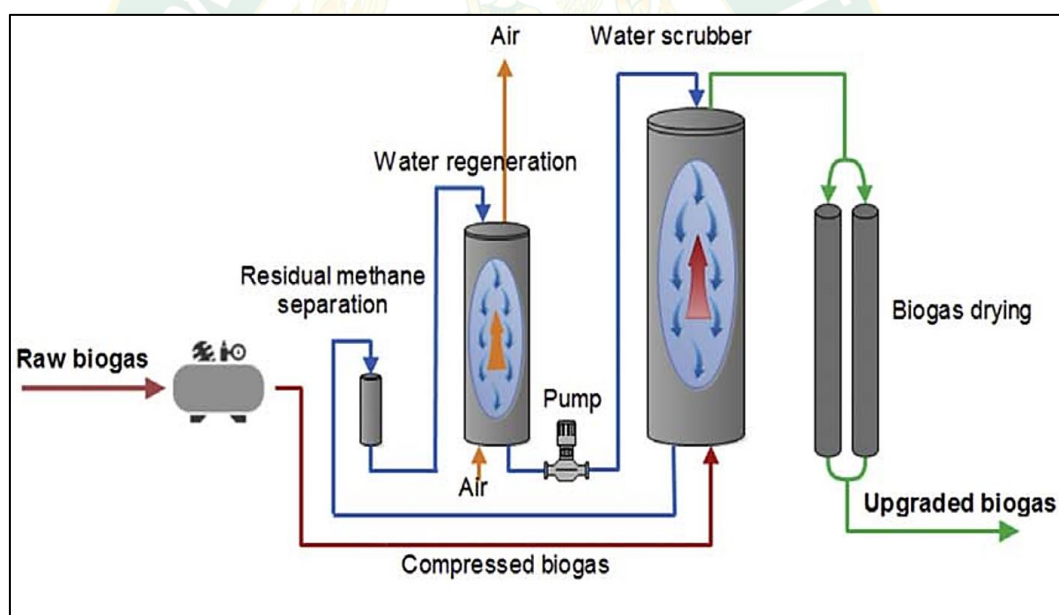 Air
Water scrubber
Water regeneration
Residual methane
separation
Biogas drying
Raw biogas
Pump
Air
Upgraded biogas
Compressed biogas